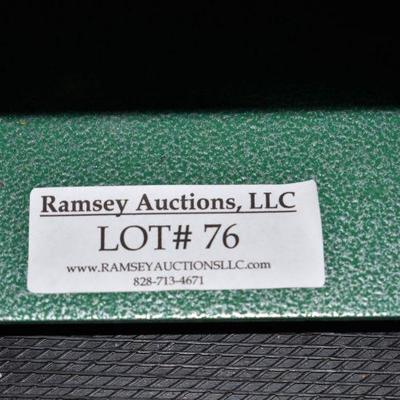 Ramsey Auctions, LLC
LOT# 76
www.RAMSEYAUCTIONSLLC.com
828-713-4671